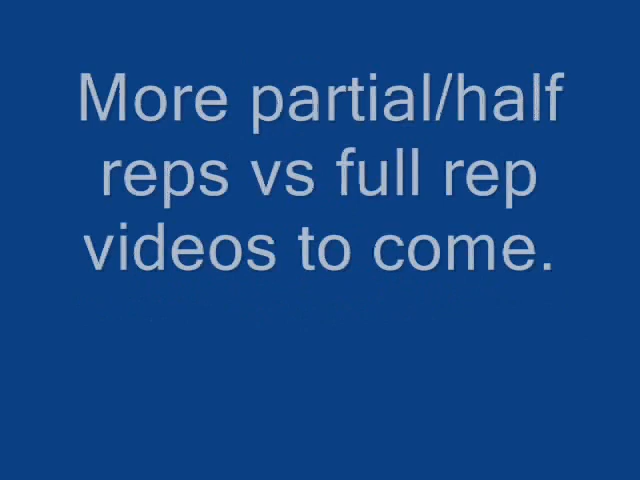 More partial/half
reps vs full rep
videos to come.